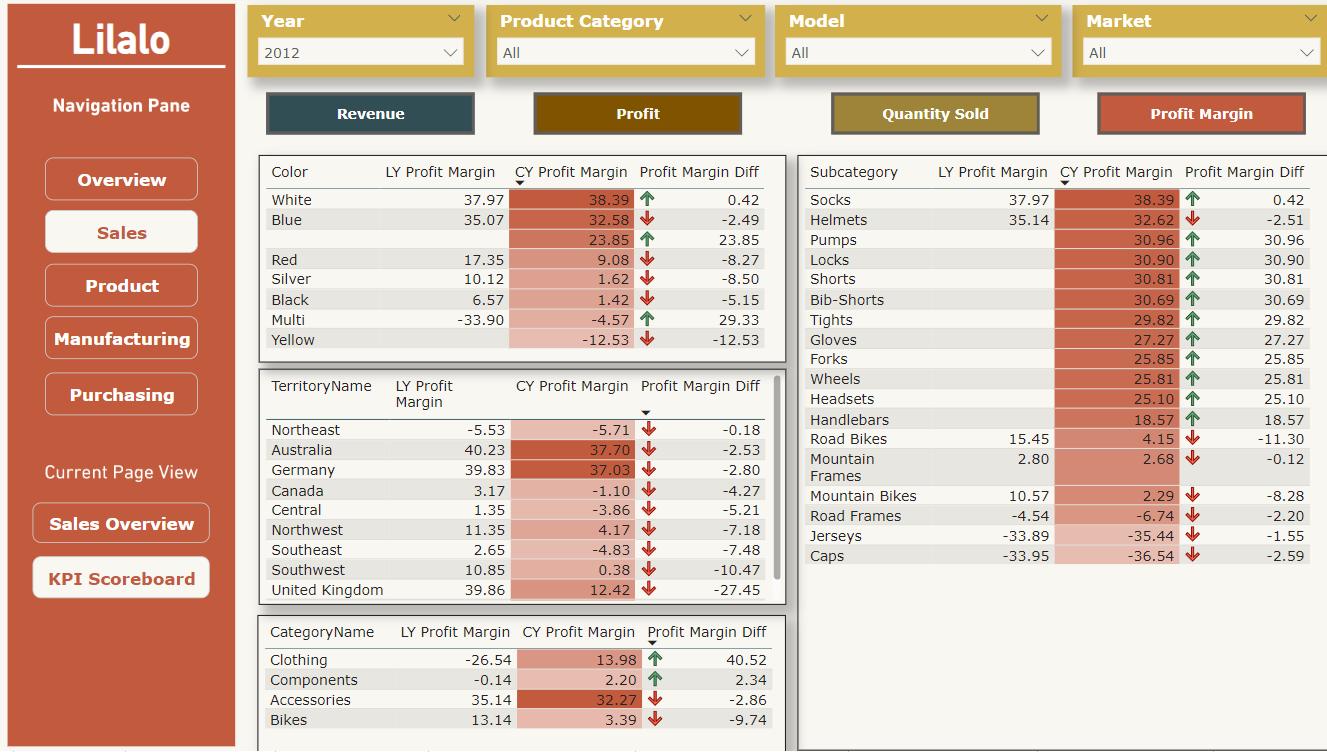 Lilalo
Navigation Pane
Overview
Sales
Product
Manufacturing
Purchasing
Current Page View
Sales Overview
KPI Scoreboard
Year Product Category Model Market
2012 All All All
Revenue Profit Quantity Sold Profit Margin
Color LY Profit Margin CY Profit Margin Profit Margin Diff
White 37.97 38.39 0.42
Blue 35.07 32.58 -2.49
23.85 23.85
Red 17.35 9.08 -8.27
Silver 10.12 1.62 -8.50
Black 6.57 1.42 -5.15
Multi -33.90 -4.57 29.33
Yellow -12.53 -12.53
TerritoryName LY Profit Margin CY Profit Margin Profit Margin Diff
Northeast -5.53 -5.71 -0.18
Australia 40.23 37.70 -2.53
Germany 39.83 37.03 -2.80
Canada 3.17 -1.10 -4.27
Central 1.35 -3.86 -5.21
Northwest 11.35 4.17 -7.18
Southeast 2.65 -4.83 -7.48
Southwest 10.85 0.38 -10.47
United Kingdom 39.86 12.42 -27.45
CategoryName LY Profit Margin CY Profit Margin Profit Margin Diff
Clothing -26.54 13.98 40.52
Components -0.14 2.20 2.34
Accessories 35.14 32.27 -2.86
Bikes 13.14 3.39 -9.74
Subcategory LY Profit Margin CY Profit Margin Profit Margin Diff
Socks 37.97 38.39 0.42
Helmets 35.14 32.62 -2.51
Pumps 30.96 30.96
Locks 30.90 30.90
Shorts 30.81 30.81
Bib-Shorts 30.69 30.69
Tights 29.82 29.82
Gloves 27.27 27.27
Forks 25.85 25.85
Wheels 25.81 25.81
Headsets 25.10 25.10
Handlebars 18.57 18.57
Road Bikes 15.45 4.15 -11.30
Mountain Frames 2.80 2.68 -0.12
Mountain Bikes 10.57 2.29 -8.28
Road Frames -4.54 -6.74 -2.20
Jerseys -33.89 -35.44 -1.55
Caps -33.95 -36.54 -2.59